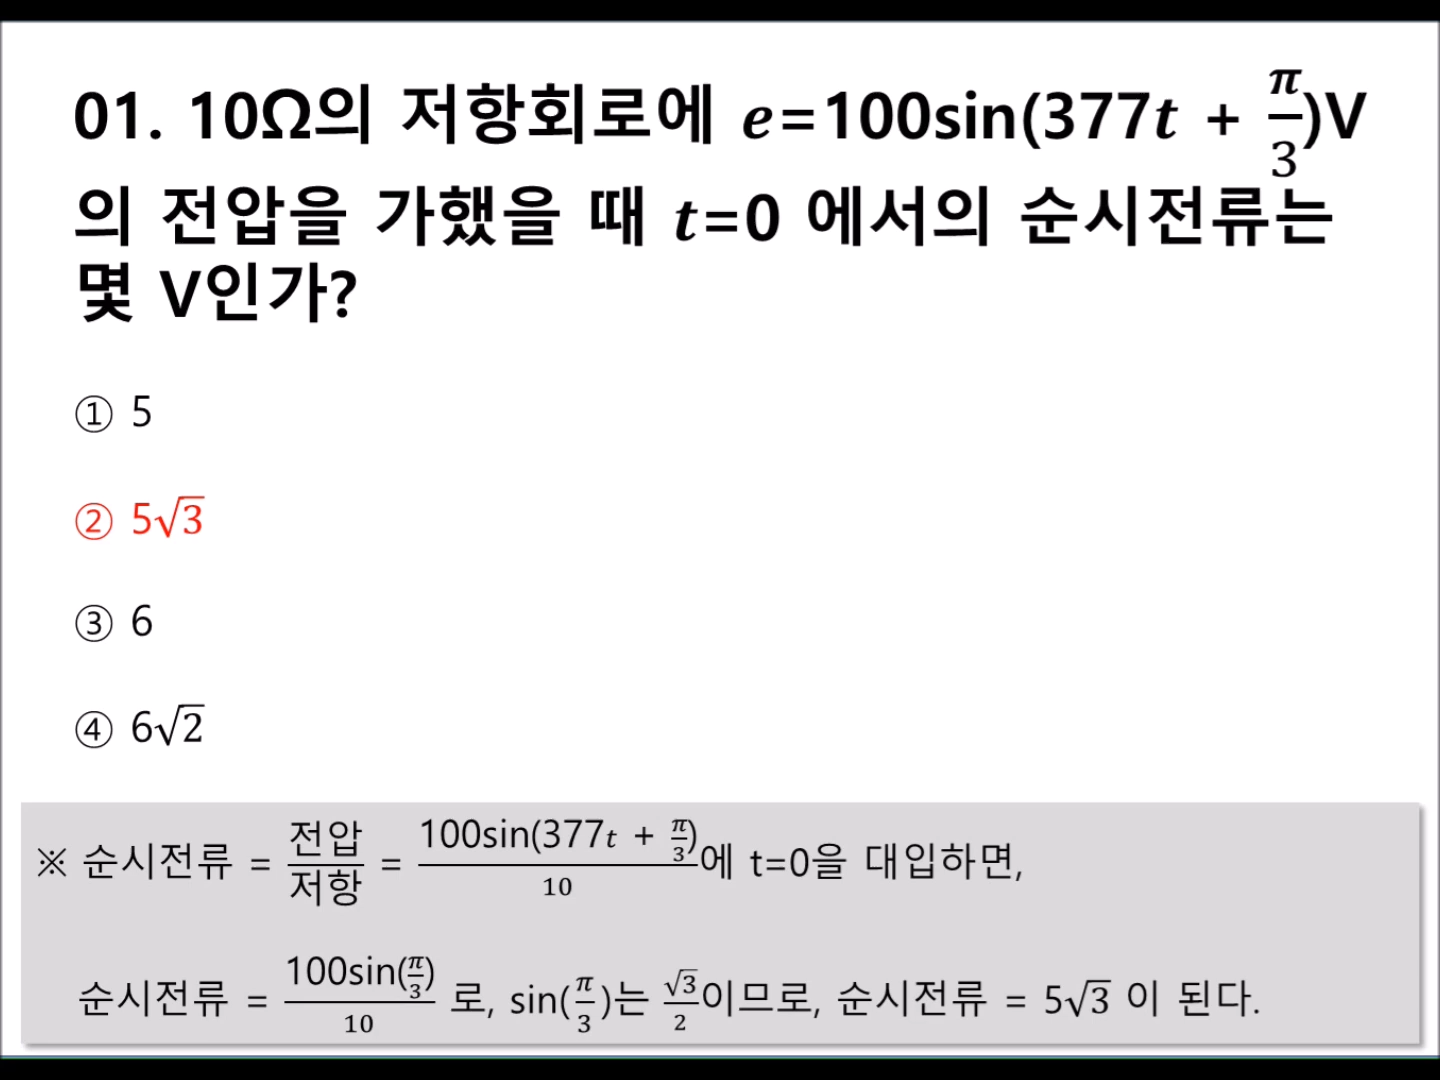 01. 10Ω의 저항회로에 e=100sin(377t + π/3)V
의 전압을 가했을 때 t=0 에서의 순시전류는
몇 V인가?
① 5
② 5√3
③ 6
④ 6√2
※ 순시전류 = 전압/저항 = 100sin(377t + π/3)/10에 t=0을 대입하면,
순시전류 = 100sin(π/3)/10 로, sin(π/3)는 √3/2이므로, 순시전류 = 5√3 이 된다.